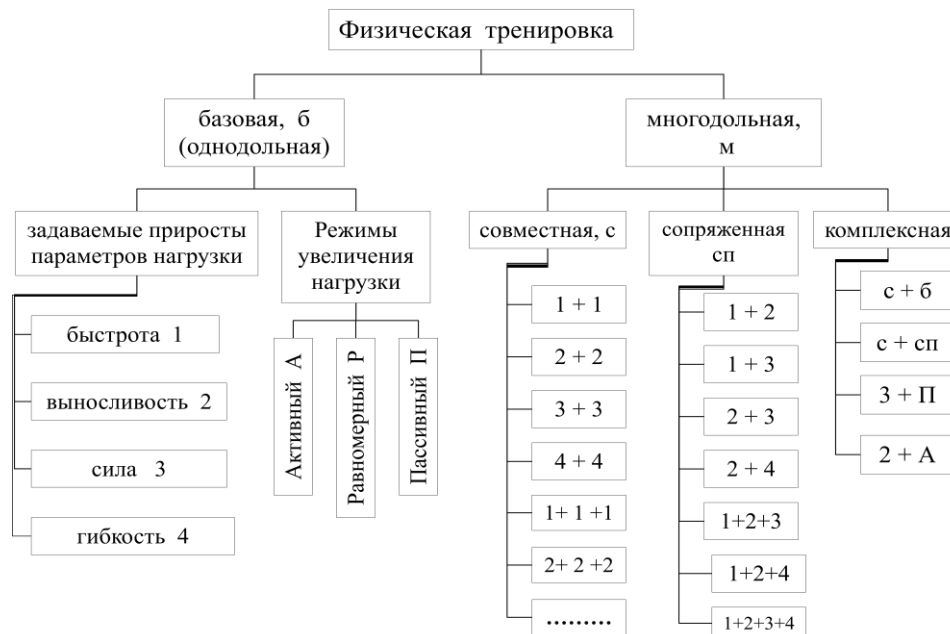 Физическая тренировка
базовая, б
(однодольная)
многодольная,
м
задаваемые приросты
параметров нагрузки
Режимы
увеличения
нагрузки
совместная, с
сопряженная
сп
комплексная
быстрота 1
выносливость 2
сила 3
гибкость 4
Активный А
Равномерный Р
Пассивный П
1 + 1
2 + 2
3 + 3
4 + 4
1+ 1 +1
2+ 2 +2
.........
1 + 2
1 + 3
2 + 3
2 + 4
1+2+3
1+2+4
1+2+3+4
с + б
с + сп
3 + П
2 + А